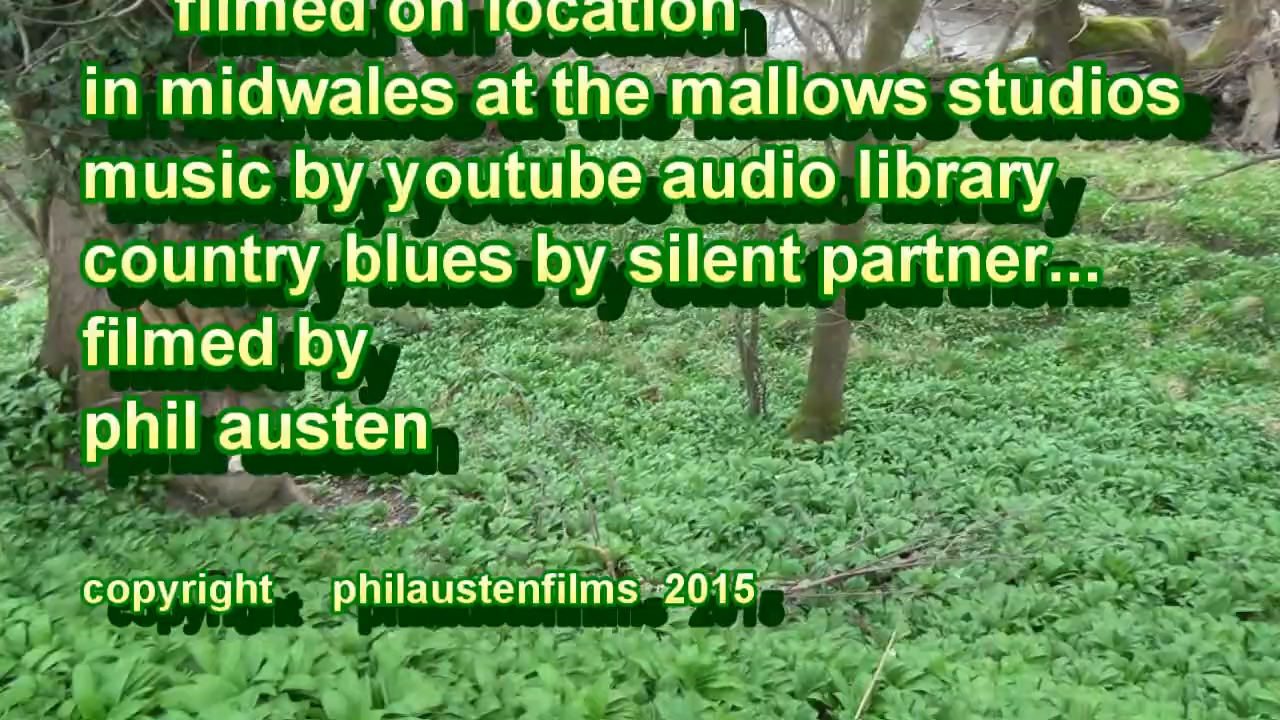 filmed on location
in midwales at the mallows studios
music by youtube audio library
country blues by silent partner...
filmed by
phil austen
copyright philaustenfilms 2015